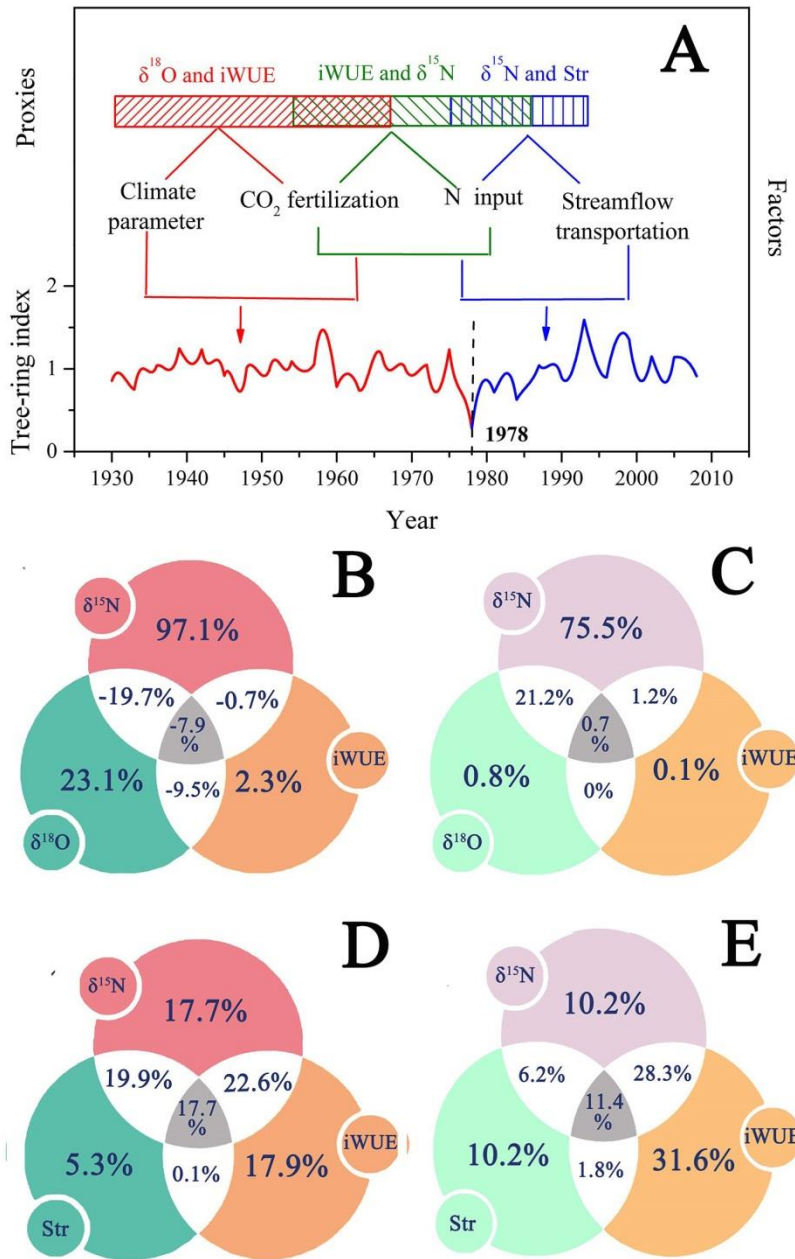 A
δ¹⁸O and iWUE
iWUE and δ¹⁵N
δ¹⁵N and Str
Proxies
Factors
Climate
parameter
CO₂ fertilization
N input
Streamflow
transportation
Tree-ring index
2
1
0
1978
1930 1940 1950 1960 1970 1980 1990 2000 2010
Year
B
δ¹⁵N
97.1%
-19.7%
-0.7%
-7.9
%
23.1%
-9.5%
2.3%
iWUE
δ¹⁸O
C
δ¹⁵N
75.5%
21.2%
1.2%
0.7
%
0.8%
0%
0.1%
iWUE
δ¹⁸O
D
δ¹⁵N
17.7%
19.9%
22.6%
17.7
%
5.3%
0.1%
17.9%
iWUE
Str
E
δ¹⁵N
10.2%
6.2%
28.3%
11.4
%
10.2%
1.8%
31.6%
iWUE
Str